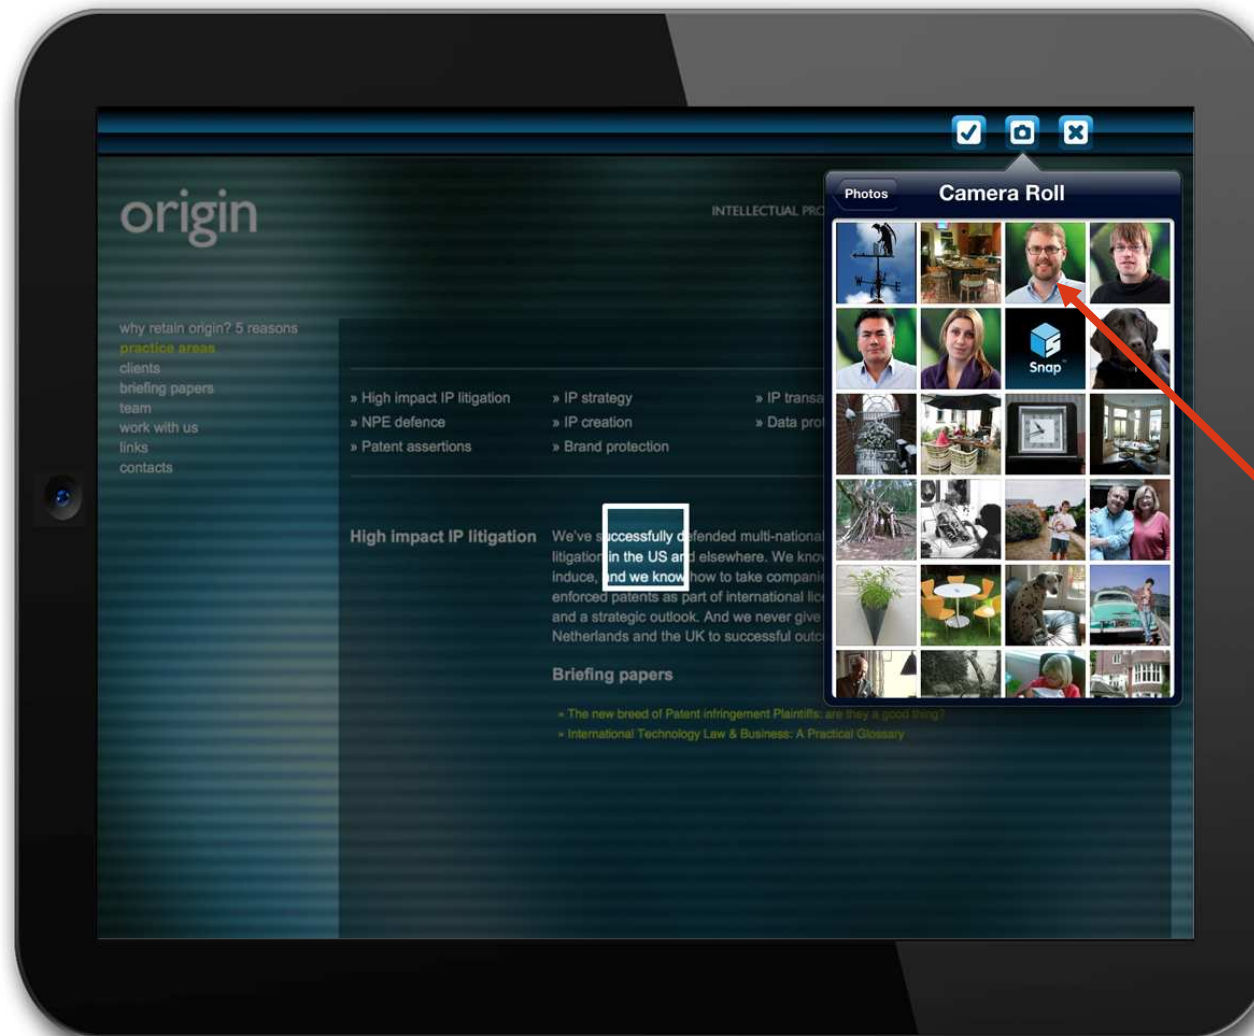 origin
INTELLECTUAL PRO
Photos
Camera Roll
Snap
why retain origin? 5 reasons
practice areas
clients
briefing papers
team
work with us
links
contacts
» High impact IP litigation
» IP strategy
» IP transa
» NPE defence
» IP creation
» Data prot
» Patent assertions
» Brand protection
High impact IP litigation
We've successfully defended multi-national
litigation in the US and elsewhere. We know
induce, and we know how to take companie
enforced patents as part of international lice
and a strategic outlook. And we never give
Netherlands and the UK to successful outco
Briefing papers
» The new breed of Patent infringement Plaintiffs: are they a good thing?
» International Technology Law & Business: A Practical Glossary